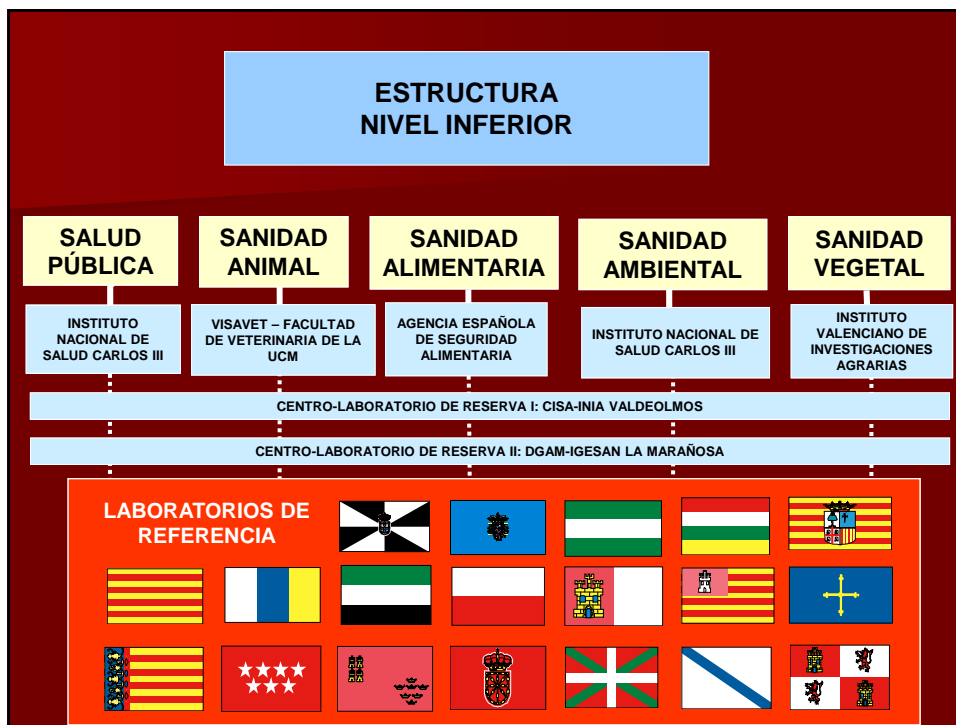 ESTRUCTURA
NIVEL INFERIOR
SALUD
PÚBLICA
SANIDAD
ANIMAL
SANIDAD
ALIMENTARIA
SANIDAD
AMBIENTAL
SANIDAD
VEGETAL
INSTITUTO
NACIONAL DE
SALUD CARLOS III
VISAVET – FACULTAD
DE VETERINARIA DE LA
UCM
AGENCIA ESPAÑOLA
DE SEGURIDAD
ALIMENTARIA
INSTITUTO NACIONAL DE
SALUD CARLOS III
INSTITUTO
VALENCIANO DE
INVESTIGACIONES
AGRARIAS
CENTRO-LABORATORIO DE RESERVA I: CISA-INIA VALDEOLMOS
CENTRO-LABORATORIO DE RESERVA II: DGAM-IGESAN LA MARAÑOSA
LABORATORIOS DE
REFERENCIA